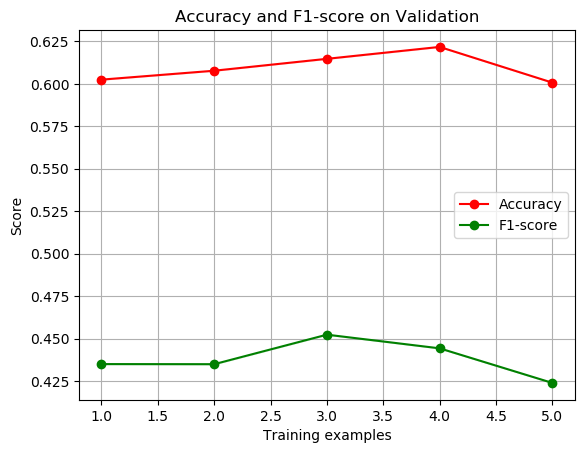 Accuracy and F1-score on Validation
0.625
0.600
0.575
0.550
0.525
0.500
0.475
0.450
0.425
Score
Accuracy
F1-score
1.0 1.5 2.0 2.5 3.0 3.5 4.0 4.5 5.0
Training examples